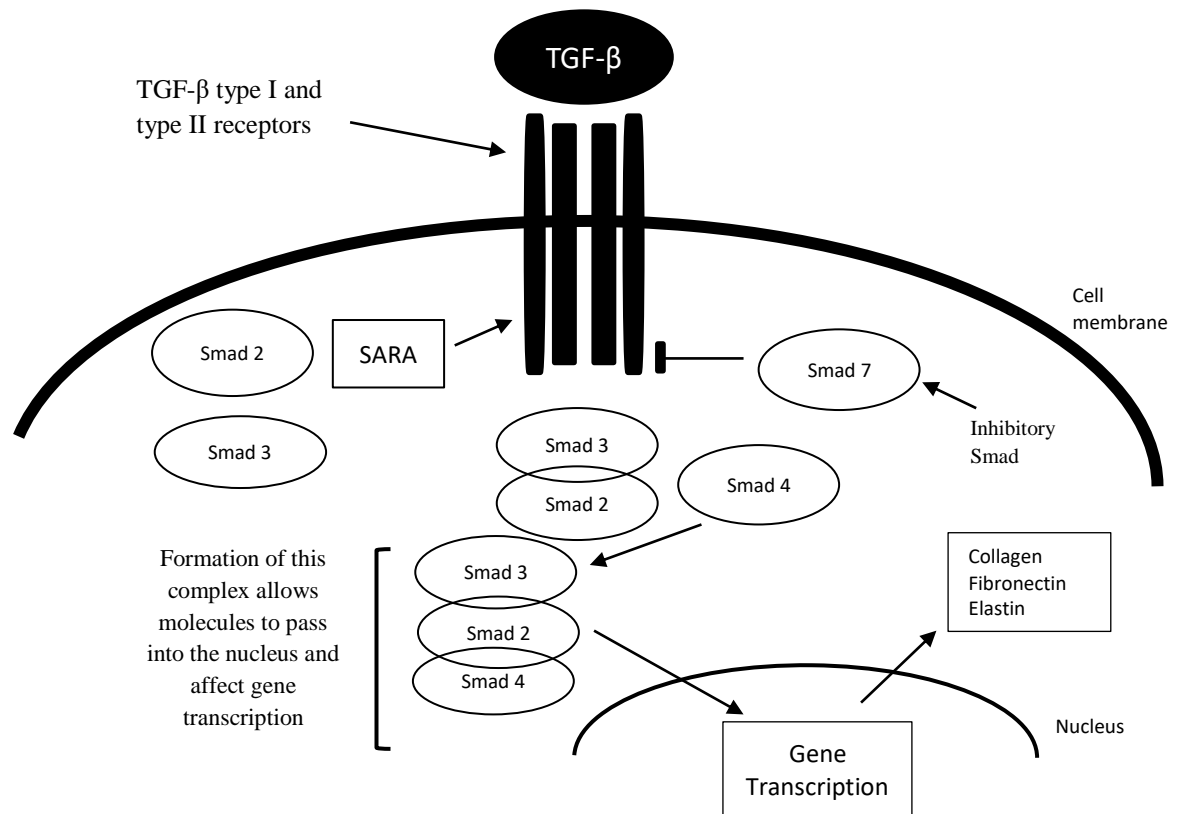 TGF-β
TGF-β type I and
type II receptors
Cell
membrane
Smad 2
SARA
Smad 7
Smad 3
Inhibitory
Smad
Smad 3
Smad 2
Smad 4
Formation of this
complex allows
molecules to pass
into the nucleus and
affect gene
transcription
Smad 3
Smad 2
Smad 4
Collagen
Fibronectin
Elastin
Nucleus
Gene
Transcription